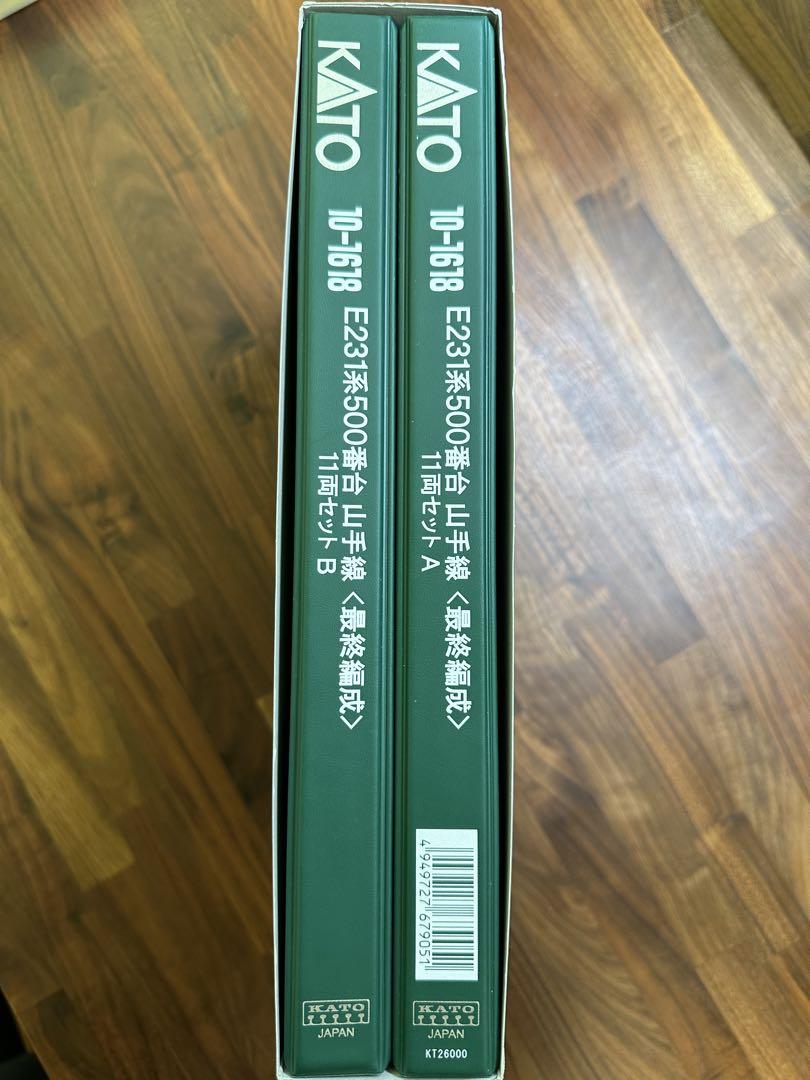 KATO
10-1618
E231系500番台 山手線〈最終編成〉
11両セット B
KATO
JAPAN
KATO
10-1618
E231系500番台 山手線〈最終編成〉
11両セット A
4949727679051
KATO
JAPAN
KT26000